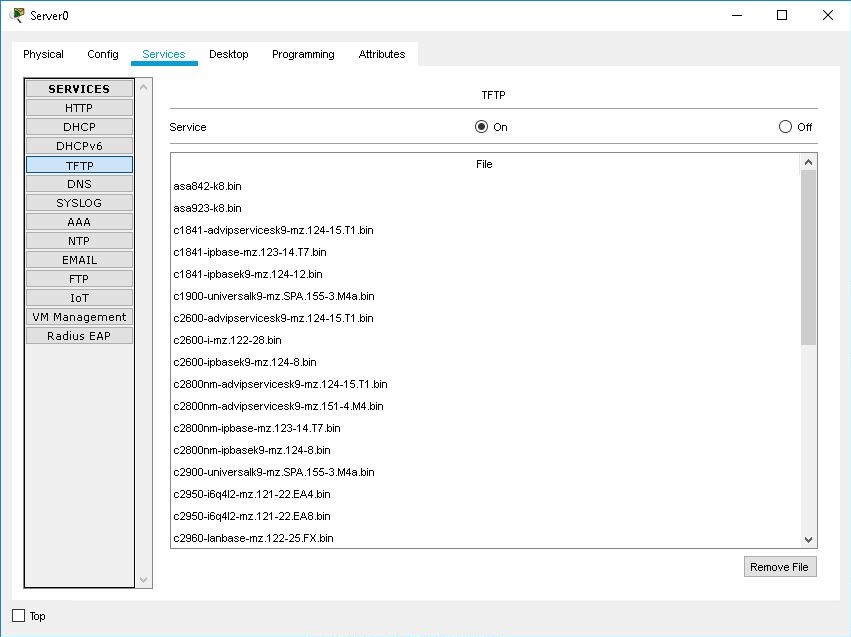 Server0
Physical Config Services Desktop Programming Attributes
SERVICES
HTTP
DHCP
DHCPv6
TFTP
DNS
SYSLOG
AAA
NTP
EMAIL
FTP
IoT
VM Management
Radius EAP
TFTP
Service On Off
File
asa842-k8.bin
asa923-k8.bin
c1841-advipservicesk9-mz.124-15.T1.bin
c1841-ipbase-mz.123-14.T7.bin
c1841-ipbasek9-mz.124-12.bin
c1900-universalk9-mz.SPA.155-3.M4a.bin
c2600-advipservicesk9-mz.124-15.T1.bin
c2600-i-mz.122-28.bin
c2600-ipbasek9-mz.124-8.bin
c2800nm-advipservicesk9-mz.124-15.T1.bin
c2800nm-advipservicesk9-mz.151-4.M4.bin
c2800nm-ipbase-mz.123-14.T7.bin
c2800nm-ipbasek9-mz.124-8.bin
c2900-universalk9-mz.SPA.155-3.M4a.bin
c2950-i6q4l2-mz.121-22.EA4.bin
c2950-i6q4l2-mz.121-22.EA8.bin
c2960-lanbase-mz.122-25.FX.bin
Remove File
Top